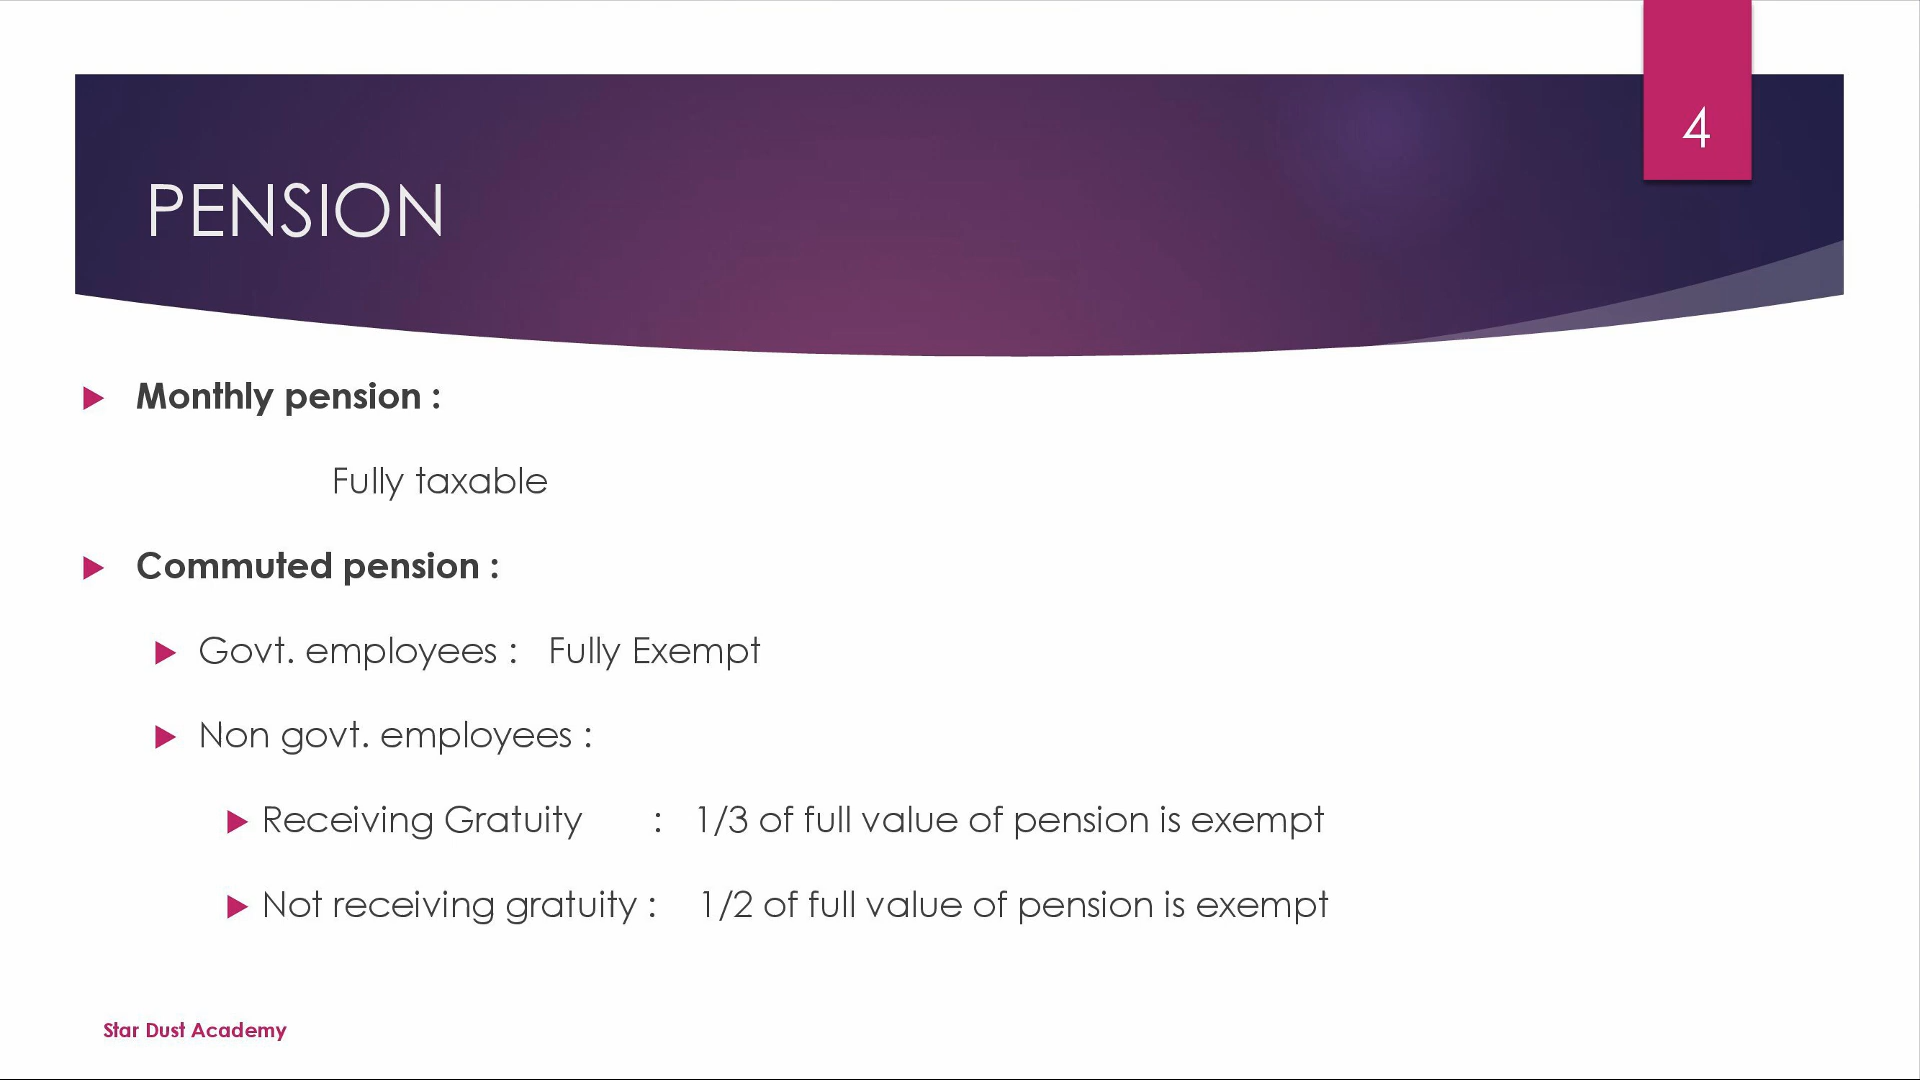 4
PENSION
Monthly pension :
Fully taxable
Commuted pension :
Govt. employees : Fully Exempt
Non govt. employees :
Receiving Gratuity : 1/3 of full value of pension is exempt
Not receiving gratuity : 1/2 of full value of pension is exempt
Star Dust Academy